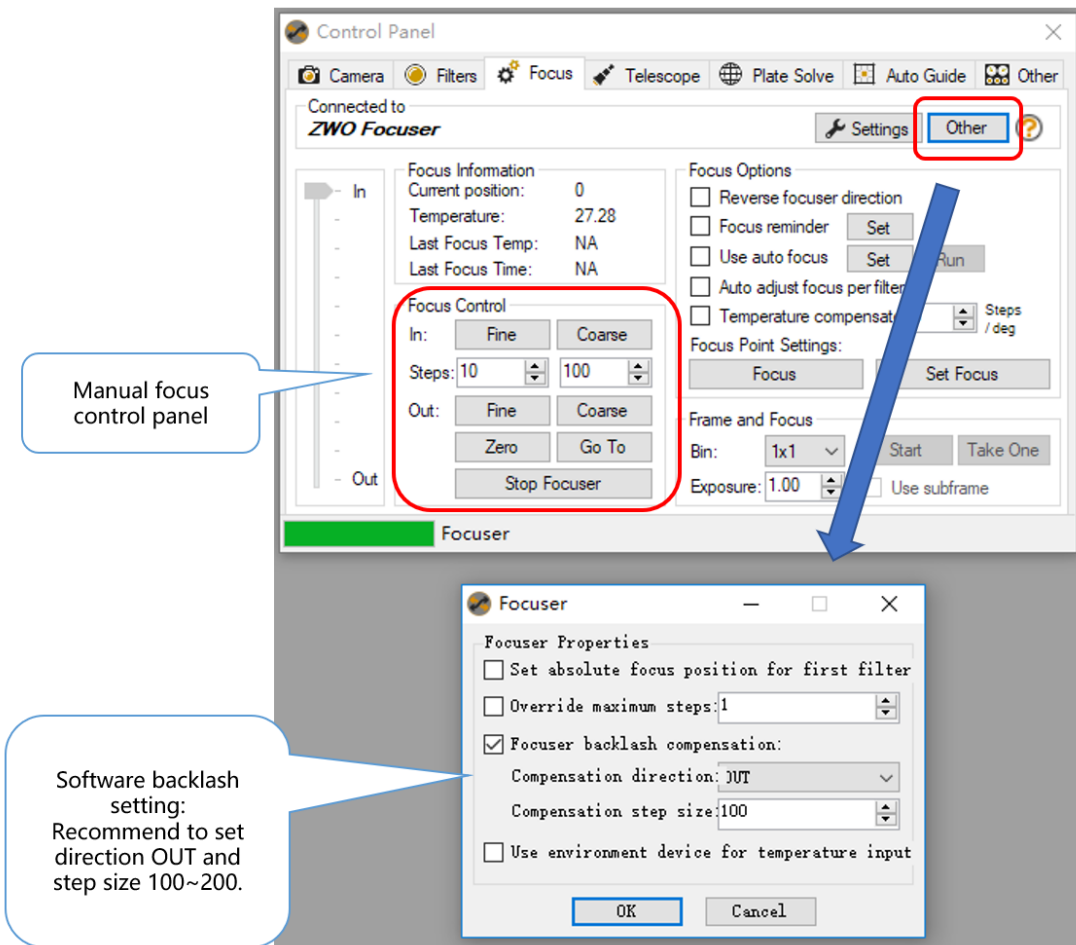 Control Panel
Camera Filters Focus Telescope Plate Solve Auto Guide Other
Connected to
ZWO Focuser
Settings Other
In
Out
Focus Information
Current position: 0
Temperature: 27.28
Last Focus Temp: NA
Last Focus Time: NA
Focus Control
In: Fine Coarse
Steps: 10 100
Out: Fine Coarse
Zero Go To
Stop Focuser
Focus Options
Reverse focuser direction
Focus reminder Set
Use auto focus Set Run
Auto adjust focus per filter
Temperature compensate Steps
/ deg
Focus Point Settings:
Focus Set Focus
Frame and Focus
Bin: 1x1 Start Take One
Exposure: 1.00 Use subframe
Focuser
Manual focus
control panel
Focuser
Focuser Properties
Set absolute focus position for first filter
Override maximum steps: 1
Focuser backlash compensation:
Compensation direction: OUT
Compensation step size: 100
Use environment device for temperature input
OK Cancel
Software backlash
setting:
Recommend to set
direction OUT and
step size 100~200.